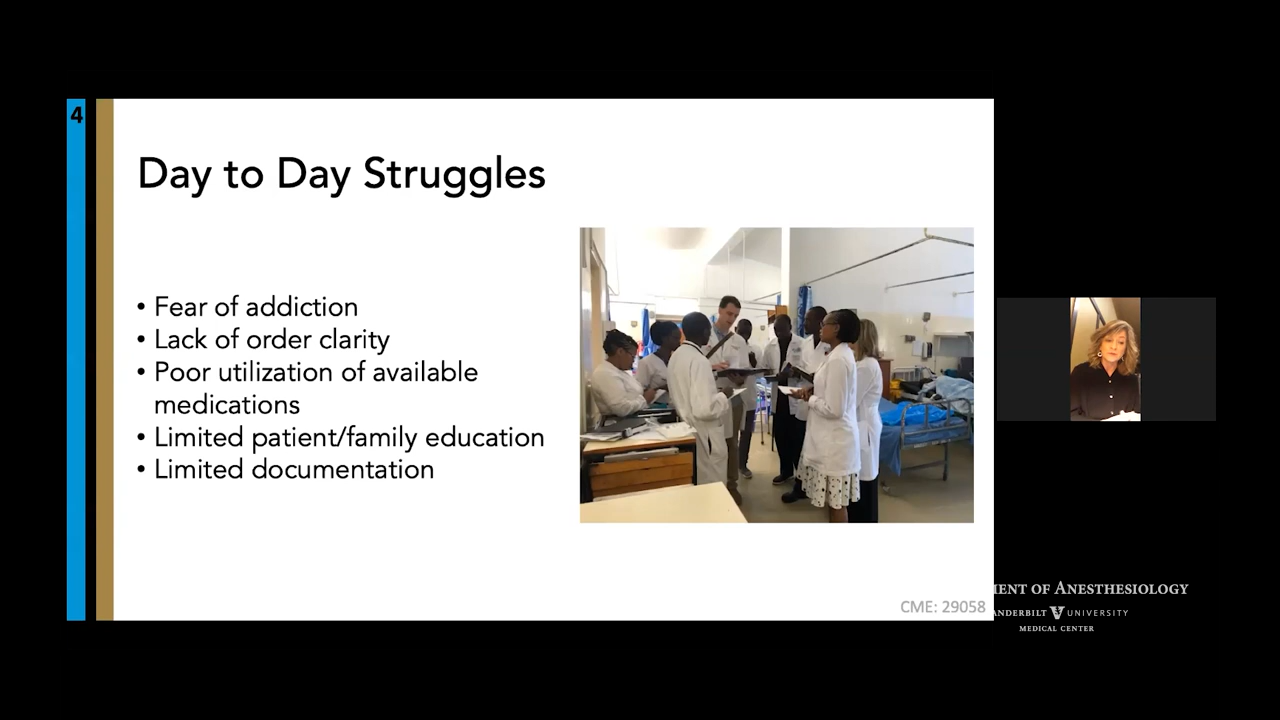 4
Day to Day Struggles
• Fear of addiction
• Lack of order clarity
• Poor utilization of available
medications
• Limited patient/family education
• Limited documentation
CME: 29058
MENT OF ANESTHESIOLOGY
ANDERBILT V UNIVERSITY
MEDICAL CENTER